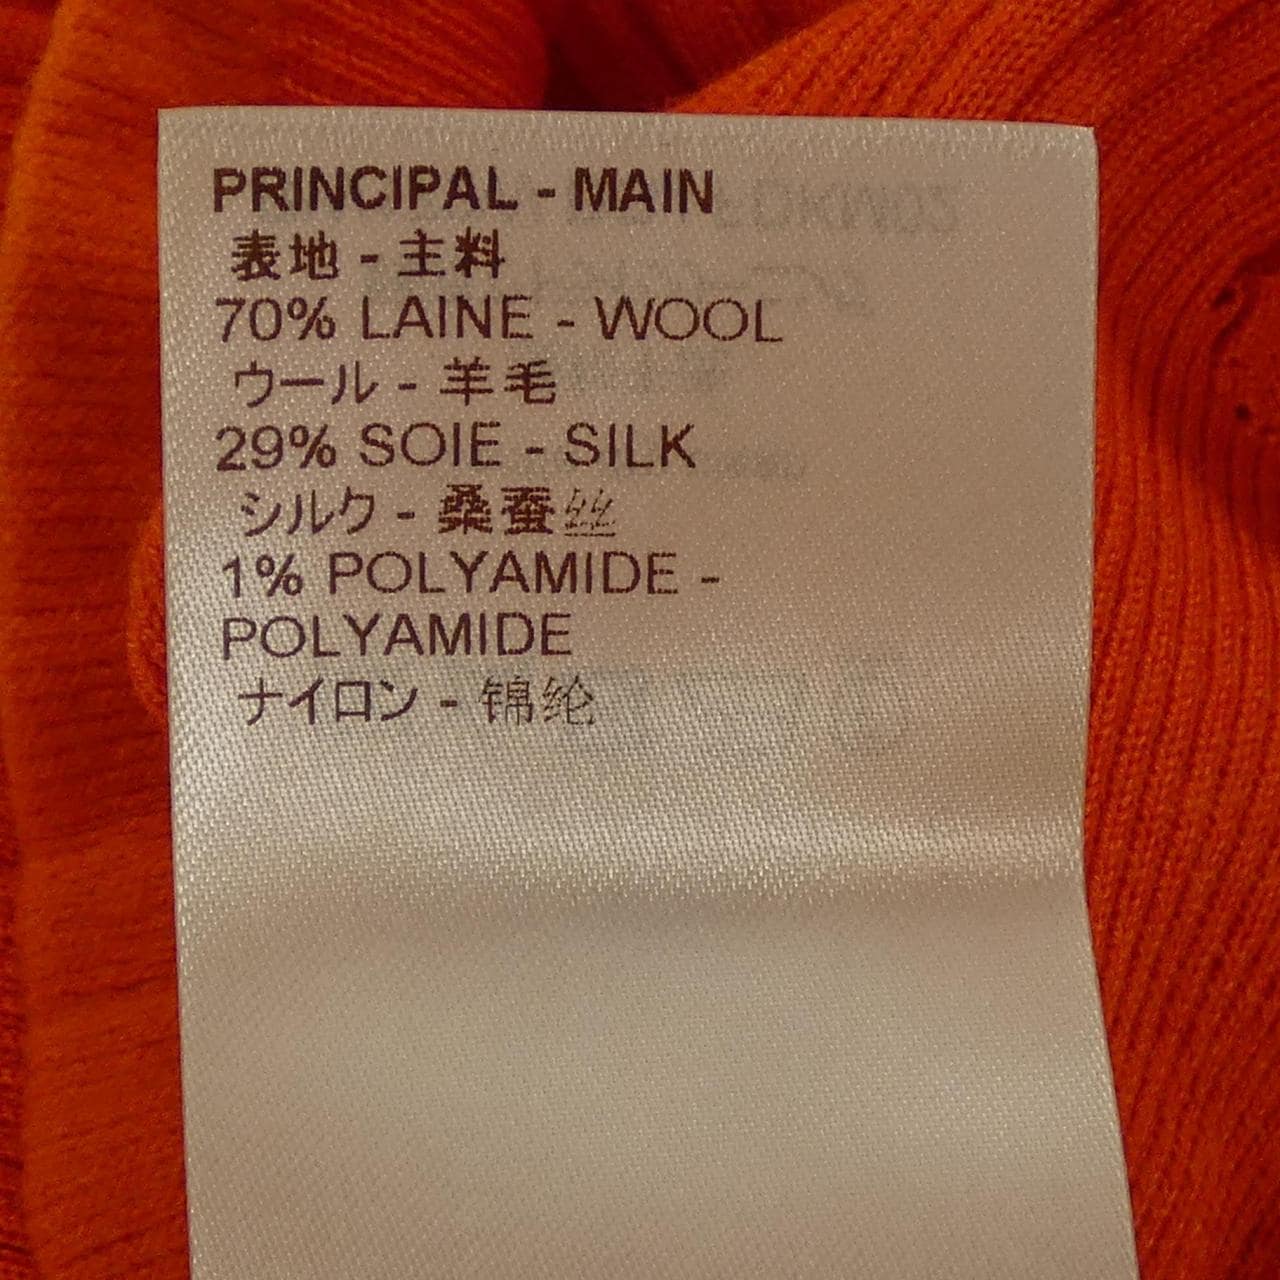 PRINCIPAL - MAIN
表地 - 主料
70% LAINE - WOOL
ウール - 羊毛
29% SOIE - SILK
シルク - 桑蚕丝
1% POLYAMIDE -
POLYAMIDE
ナイロン - 锦纶